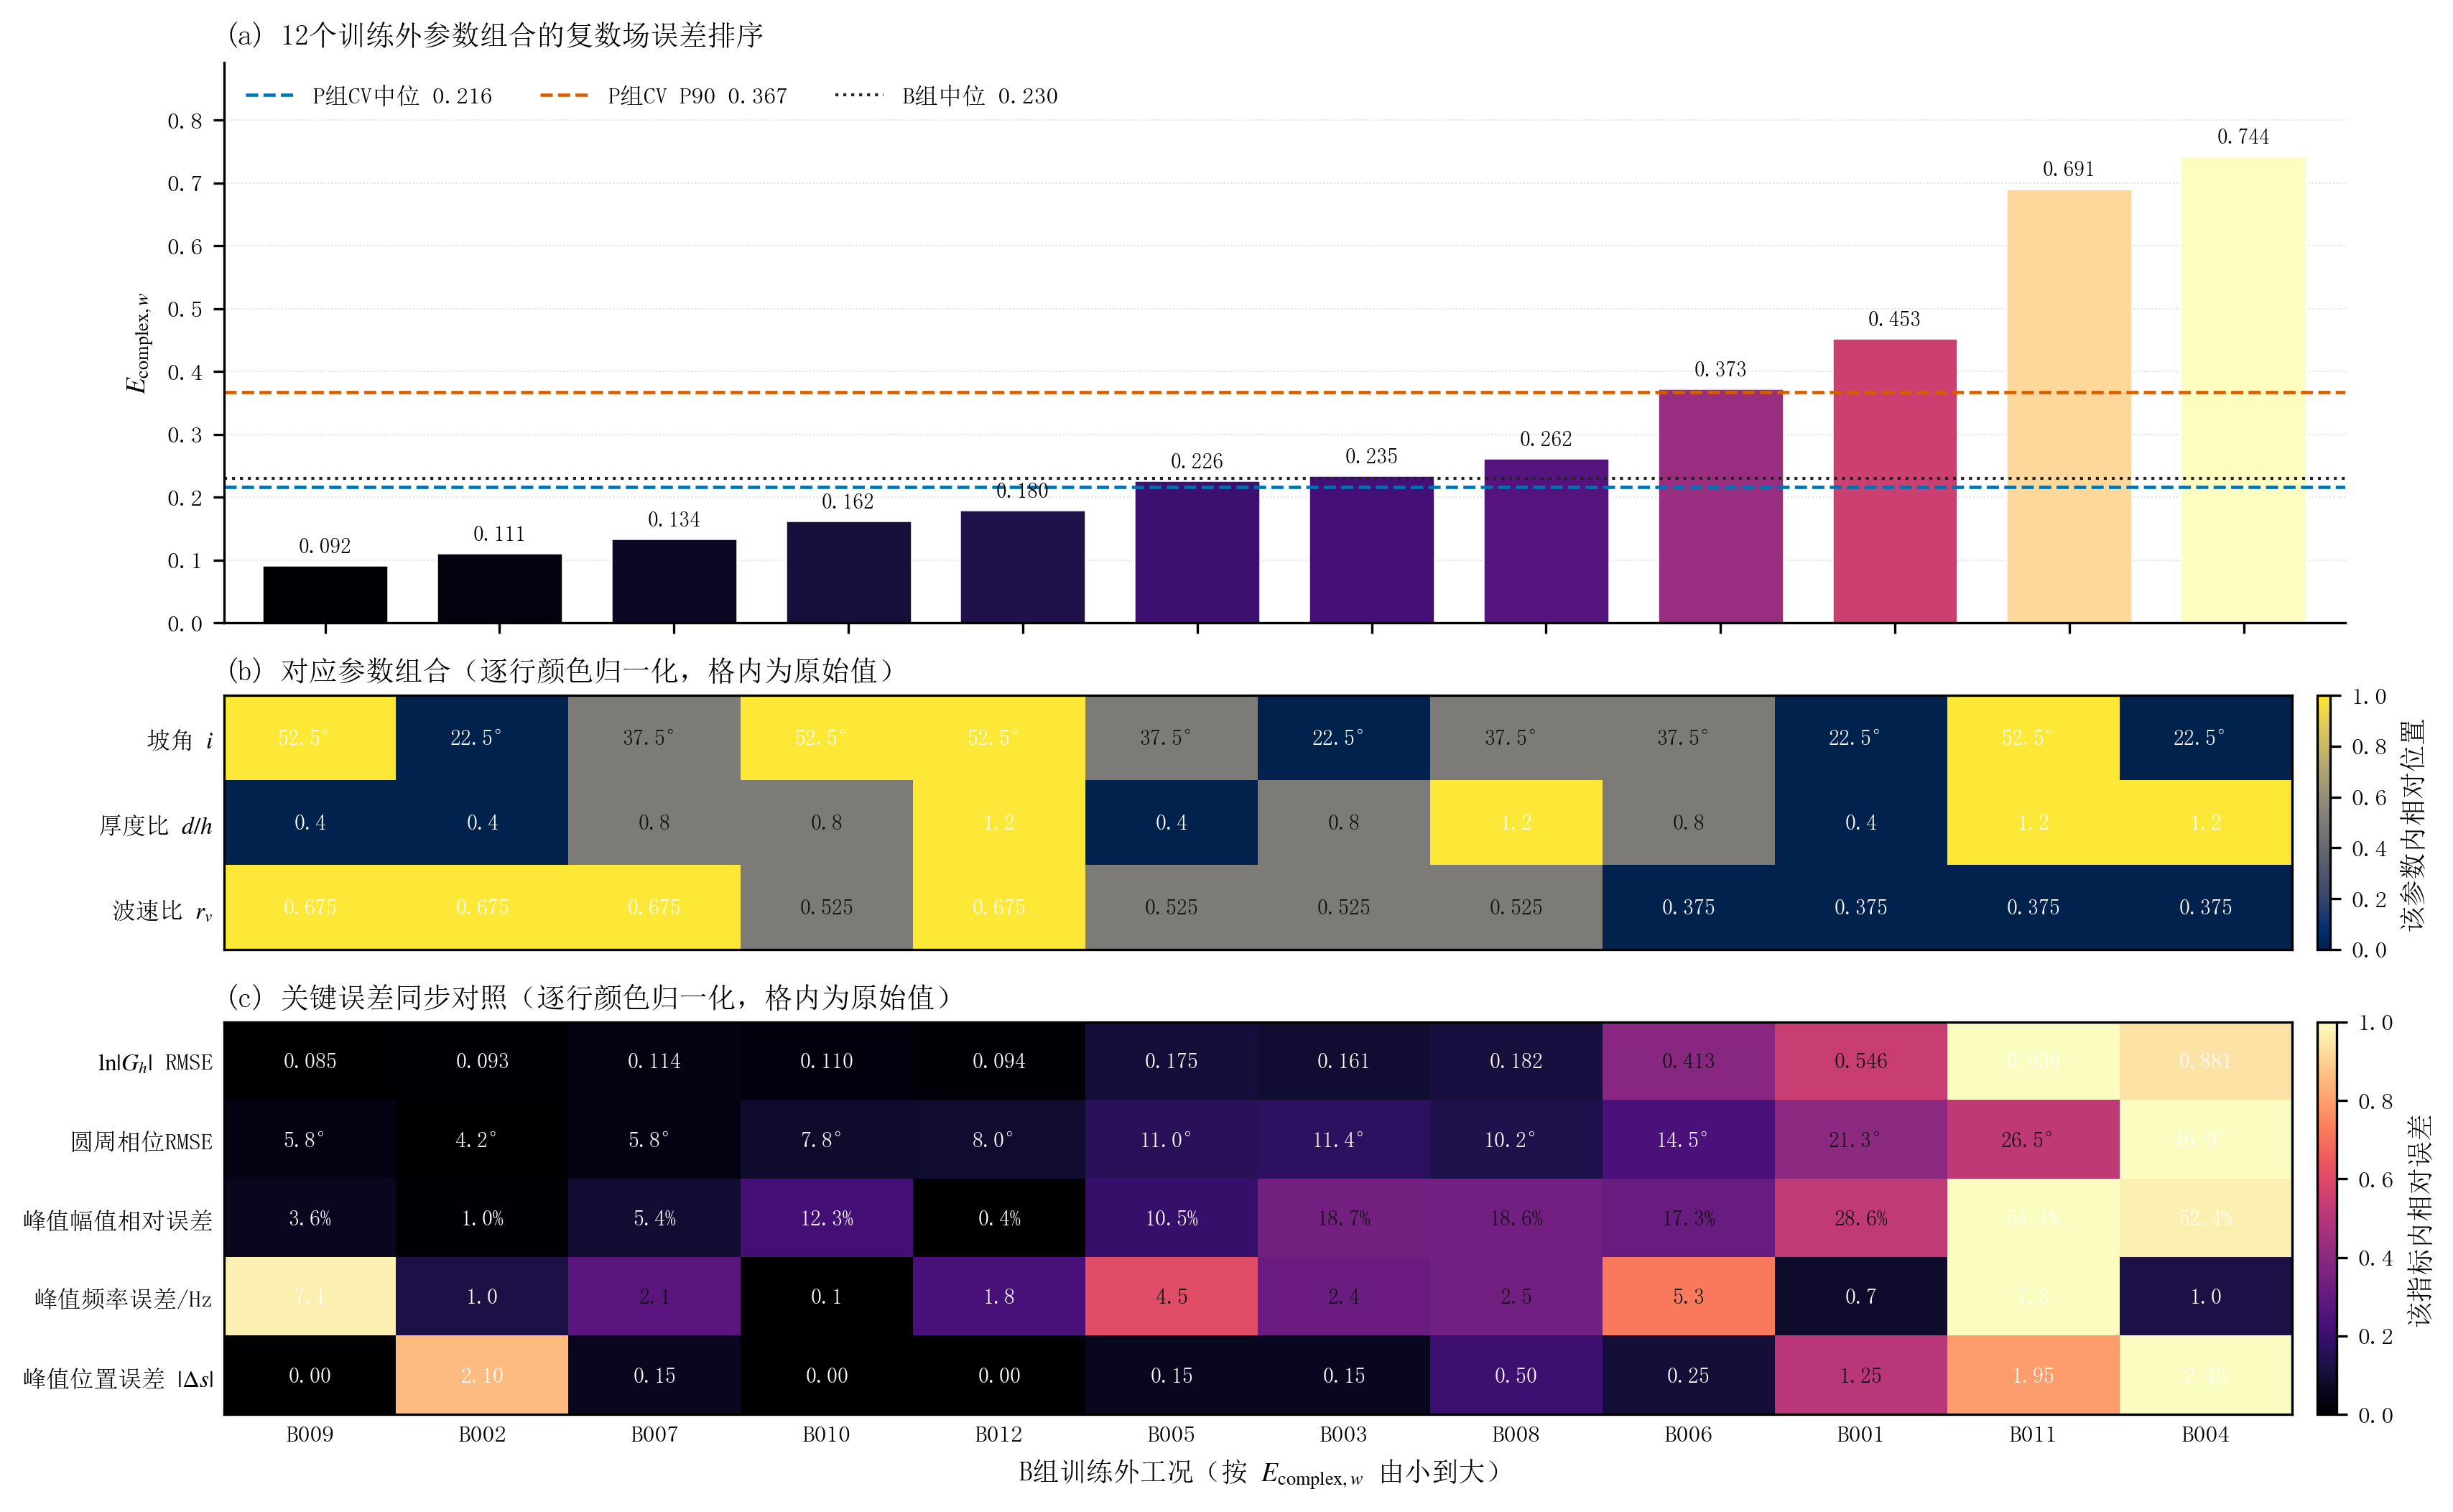 (a) 12个训练外参数组合的复数场误差排序
P组CV中位 0.216 P组CV P90 0.367 B组中位 0.230
E_complex,w
0.8
0.7
0.6
0.5
0.4
0.3
0.2
0.1
0.0
0.092 0.111 0.134 0.162 0.180 0.226 0.235 0.262 0.373 0.453 0.691 0.744
(b) 对应参数组合（逐行颜色归一化，格内为原始值）
坡角 i 52.5° 22.5° 37.5° 52.5° 52.5° 37.5° 22.5° 37.5° 37.5° 22.5° 52.5° 22.5°
厚度比 d/h 0.4 0.4 0.8 0.8 1.2 0.4 0.8 1.2 0.8 0.4 1.2 1.2
波速比 r_v 0.675 0.675 0.675 0.525 0.675 0.525 0.525 0.525 0.375 0.375 0.375 0.375
1.0
0.8
0.6
0.4
0.2
0.0
该参数内相对位置
(c) 关键误差同步对照（逐行颜色归一化，格内为原始值）
ln|G_h| RMSE 0.085 0.093 0.114 0.110 0.094 0.175 0.161 0.182 0.413 0.546 0.881
圆周相位RMSE 5.8° 4.2° 5.8° 7.8° 8.0° 11.0° 11.4° 10.2° 14.5° 21.3° 26.5°
峰值幅值相对误差 3.6% 1.0% 5.4% 12.3% 0.4% 10.5% 18.7% 18.6% 17.3% 28.6% 52.4%
峰值频率误差/Hz 7.1 1.0 2.1 0.1 1.8 4.5 2.4 2.5 5.3 0.7 1.0
峰值位置误差 |Δs| 0.00 2.10 0.15 0.00 0.00 0.15 0.15 0.50 0.25 1.25 1.95
1.0
0.8
0.6
0.4
0.2
0.0
该指标内相对误差
B009 B002 B007 B010 B012 B005 B003 B008 B006 B001 B011 B004
B组训练外工况（按 E_complex,w 由小到大）